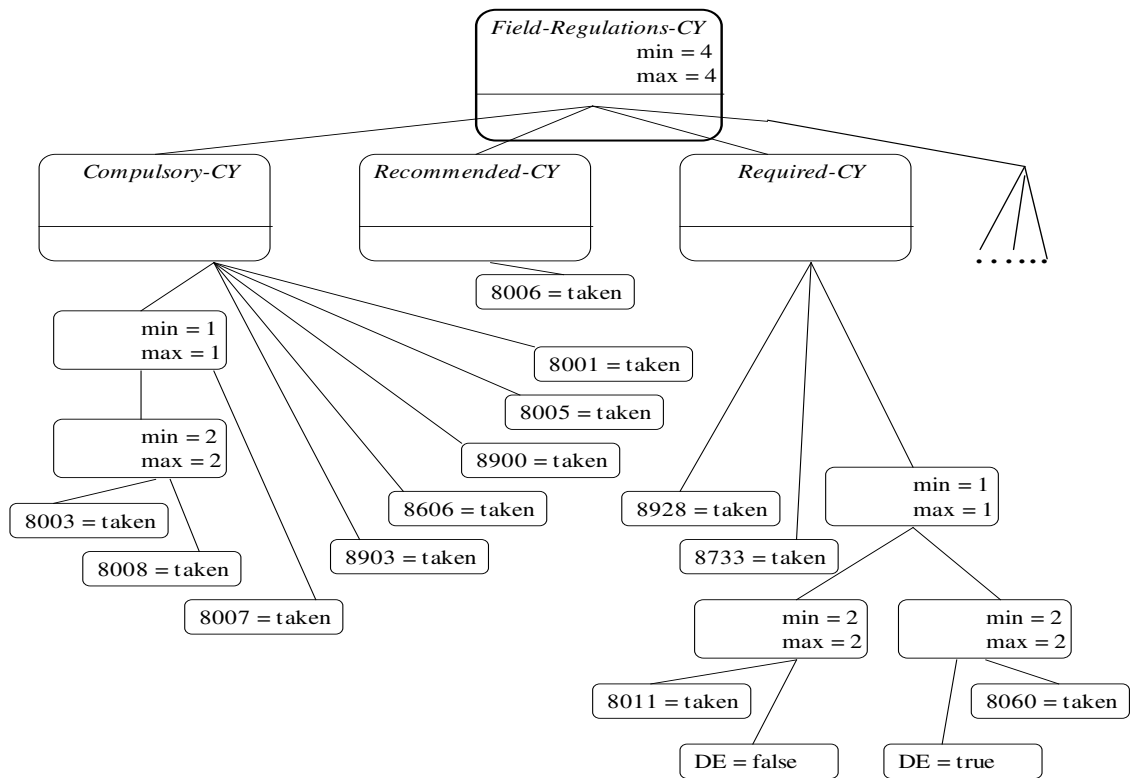 Field-Regulations-CY
min = 4
max = 4
Compulsory-CY
Recommended-CY
Required-CY
8006 = taken
min = 1
max = 1
8001 = taken
8005 = taken
min = 2
max = 2
8900 = taken
min = 1
max = 1
8003 = taken
8606 = taken
8928 = taken
8008 = taken
8903 = taken
8733 = taken
8007 = taken
min = 2
max = 2
min = 2
max = 2
8011 = taken
8060 = taken
DE = false
DE = true